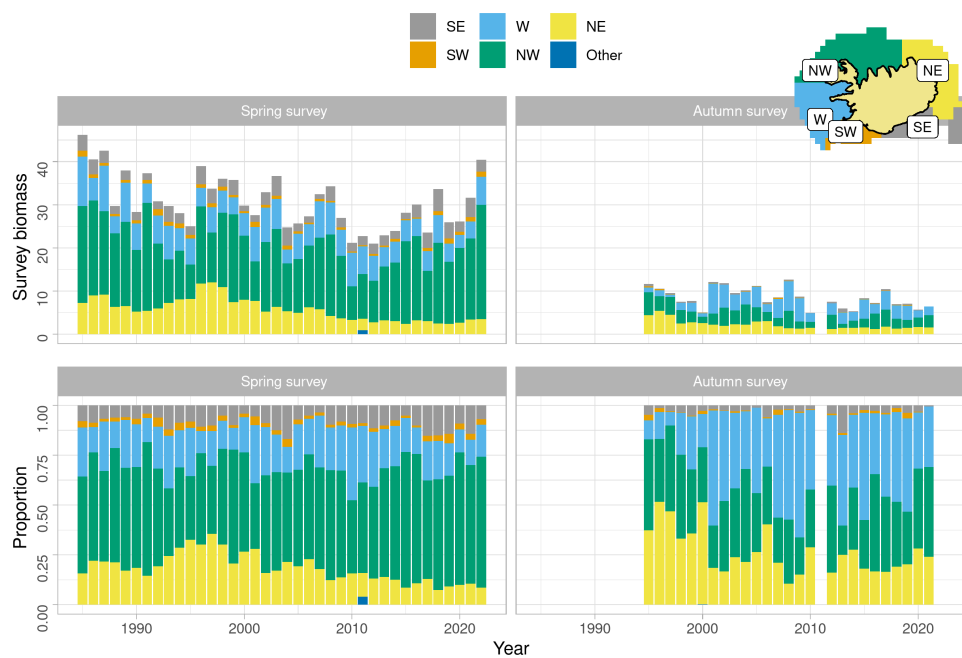 SE W NE
SW NW Other
NW NE
W SW SE
Spring survey Autumn survey
Survey biomass
40
30
20
10
0
Spring survey Autumn survey
Proportion
1.00
0.75
0.50
0.25
0.00
1990 2000 2010 2020 1990 2000 2010 2020
Year